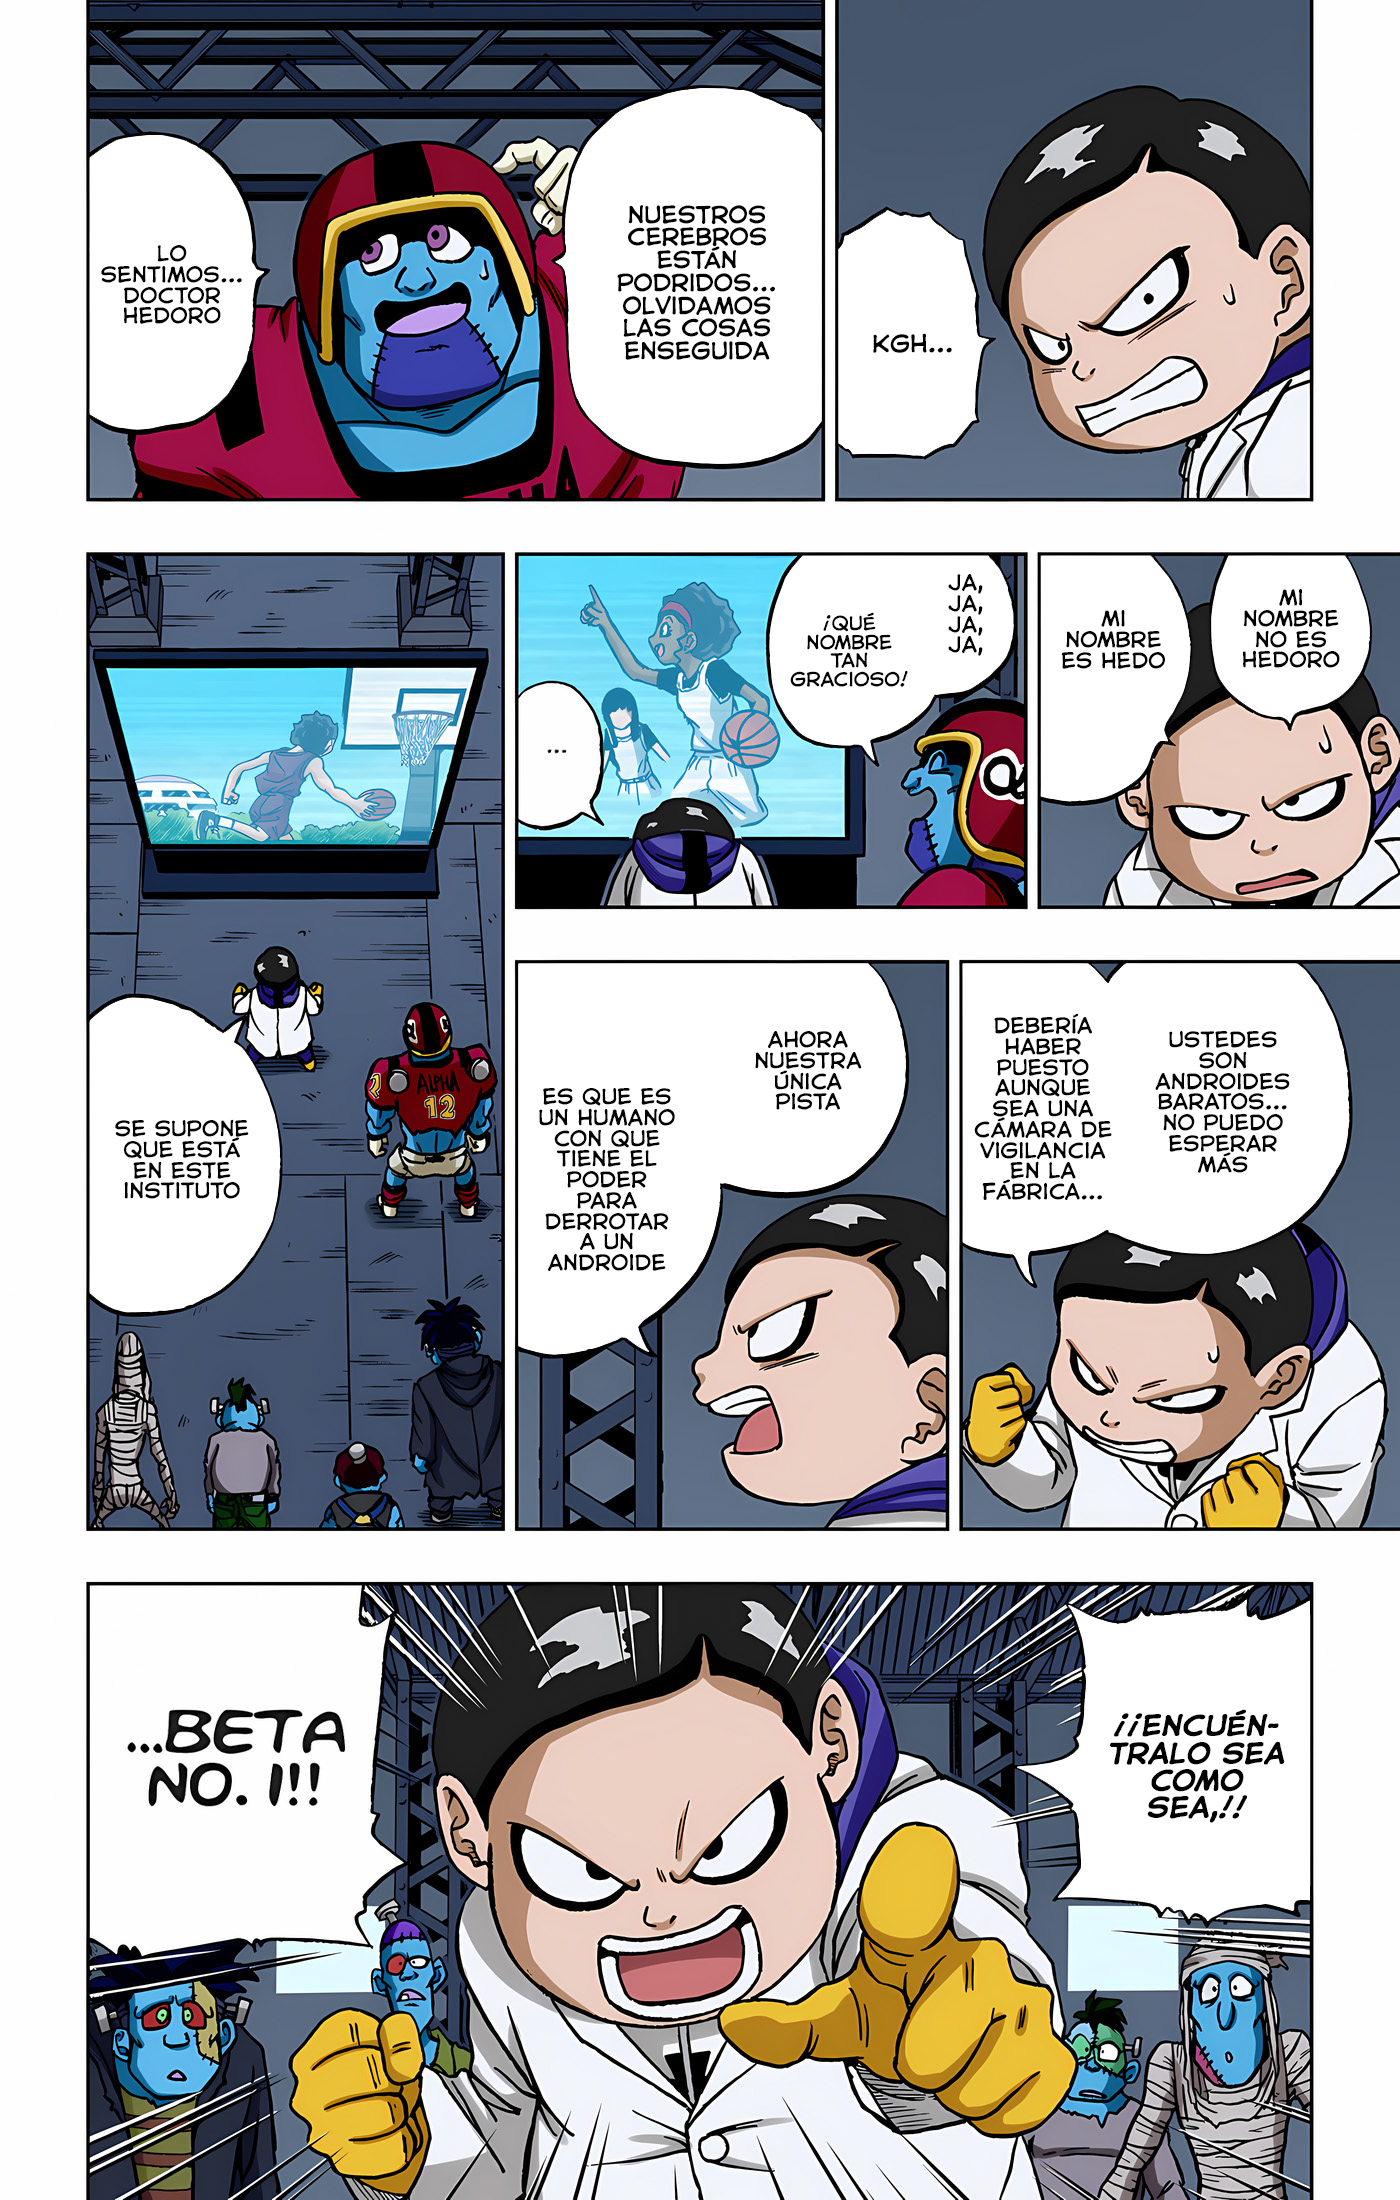 KGH...
NUESTROS
CEREBROS
ESTÁN
PODRIDOS...
OLVIDAMOS
LAS COSAS
ENSEGUIDA
LO
SENTIMOS...
DOCTOR
HEDORO
MI
NOMBRE
NO ES
HEDORO
MI
NOMBRE
ES HEDO
JA,
JA,
JA,
JA,
¡QUÉ
NOMBRE
TAN
GRACIOSO!
...
USTEDES
SON
ANDROIDES
BARATOS...
NO PUEDO
ESPERAR
MÁS
DEBERÍA
HABER
PUESTO
AUNQUE
SEA UNA
CÁMARA DE
VIGILANCIA
EN LA
FÁBRICA...
AHORA
NUESTRA
ÚNICA
PISTA
ES QUE ES
UN HUMANO
CON QUE
TIENE EL
PODER
PARA
DERROTAR
A UN
ANDROIDE
SE SUPONE
QUE ESTÁ
EN ESTE
INSTITUTO
ALPHA
12
¡¡ENCUÉN-
TRALO SEA
COMO
SEA,!!
...BETA
NO. 1!!